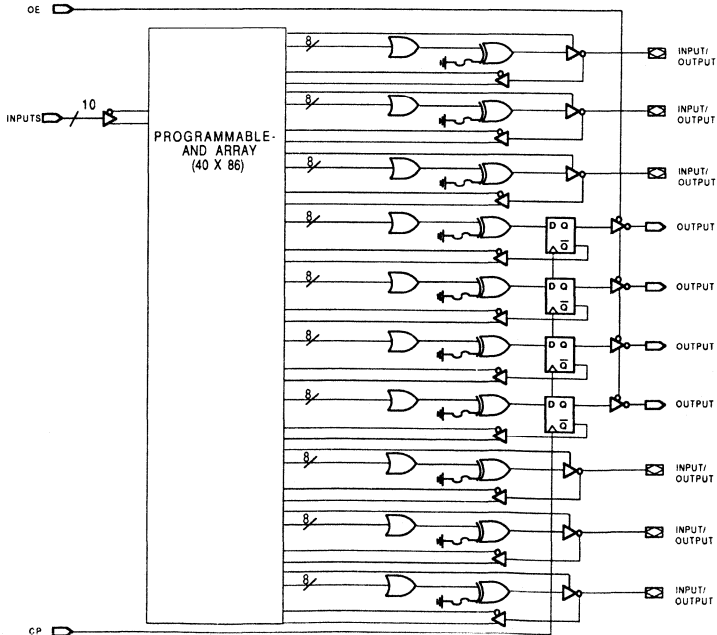 OE
8
INPUT/
OUTPUT
10
INPUTS
8
INPUT/
OUTPUT
PROGRAMMABLE-
AND ARRAY
(40 X 86)
8
INPUT/
OUTPUT
8
D Q
Q
OUTPUT
8
D Q
Q
OUTPUT
8
D Q
Q
OUTPUT
8
D Q
Q
OUTPUT
8
INPUT/
OUTPUT
8
INPUT/
OUTPUT
8
INPUT/
OUTPUT
CP